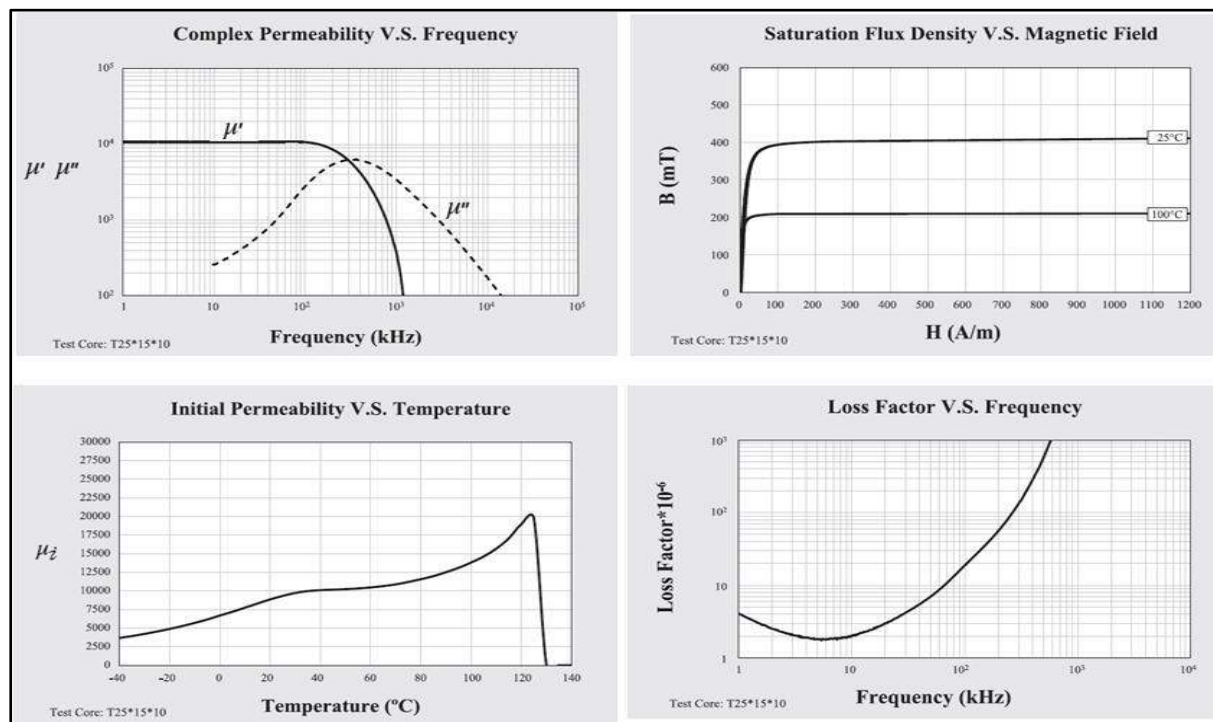 Complex Permeability V.S. Frequency
10⁵
10⁴
10³
10²
μ' μ"
μ'
μ"
1 10 10² 10³ 10⁴ 10⁵
Frequency (kHz)
Test Core: T25*15*10
Saturation Flux Density V.S. Magnetic Field
600
500
400
300
200
400
0
B (mT)
25°C
100°C
0 100 200 300 400 500 600 700 800 900 1000 1100 1200
H (A/m)
Test Core: T25*15*10
Initial Permeability V.S. Temperature
30000
27500
25000
22500
20000
17500
15000
12500
10000
7500
5000
2500
0
μi
-40 -20 0 20 40 60 80 100 120 140
Temperature (ºC)
Test Core: T25*15*10
Loss Factor V.S. Frequency
10³
10²
10
1
Loss Factor*10⁻⁶
1 10 10² 10³ 10⁴
Frequency (kHz)
Test Core: T25*15*10